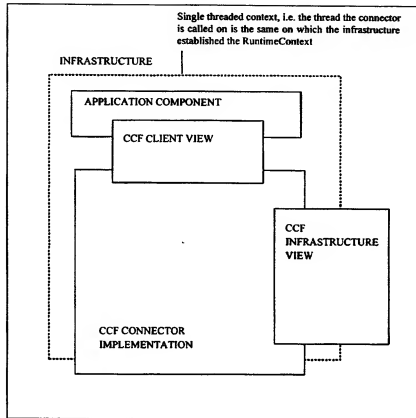 Single threaded context, i.e. the thread the connector
is called on is the same on which the infrastructure
established the RuntimeContext
INFRASTRUCTURE
APPLICATION COMPONENT
CCF CLIENT VIEW
CCF
INFRASTRUCTURE
VIEW
CCF CONNECTOR
IMPLEMENTATION